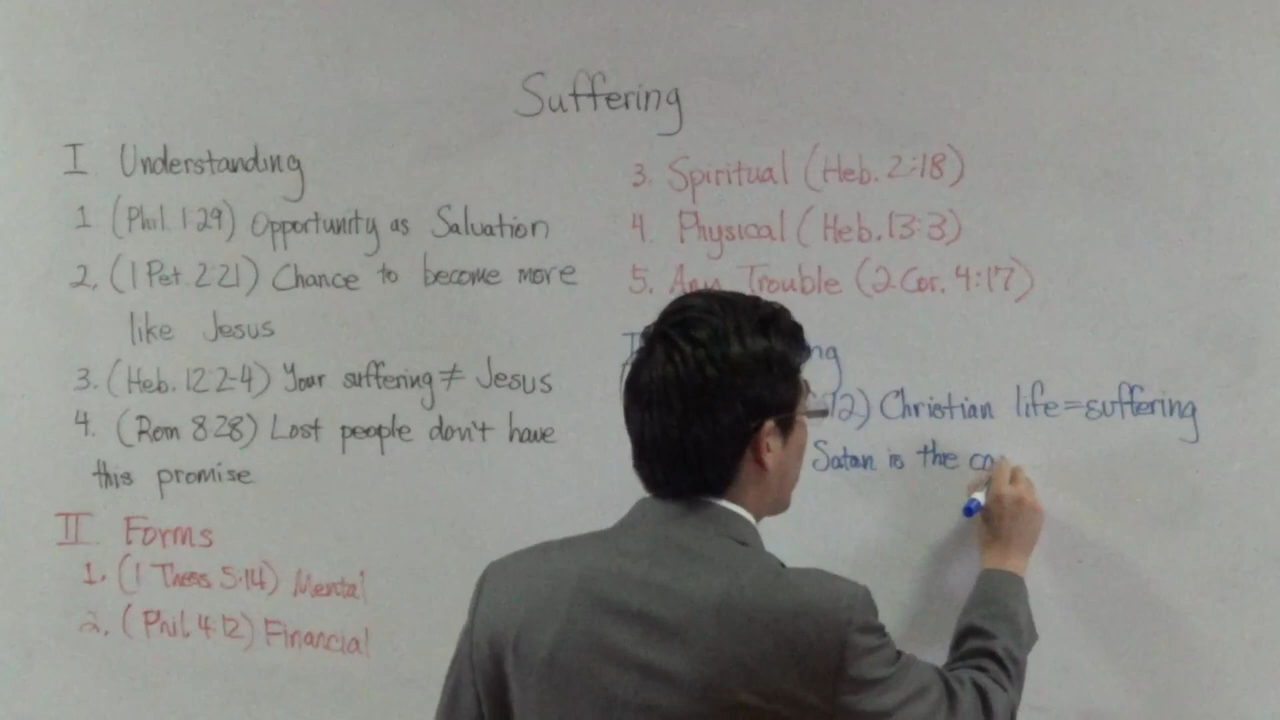 Suffering
I Understanding
1 (Phil. 1:29) Opportunity as Salvation
2. (1 Pet. 2:21) Chance to become more
like Jesus
3. (Heb. 12:2-4) Your suffering ≠ Jesus
4. (Rom 8:28) Lost people don't have
this promise
II. Forms
1. (1 Thess 5:14) Mental
2. (Phil. 4:12) Financial
3. Spiritual (Heb. 2:18)
4. Physical (Heb. 13:3)
5. Any Trouble (2 Cor. 4:17)
12) Christian life=suffering
Satan is the